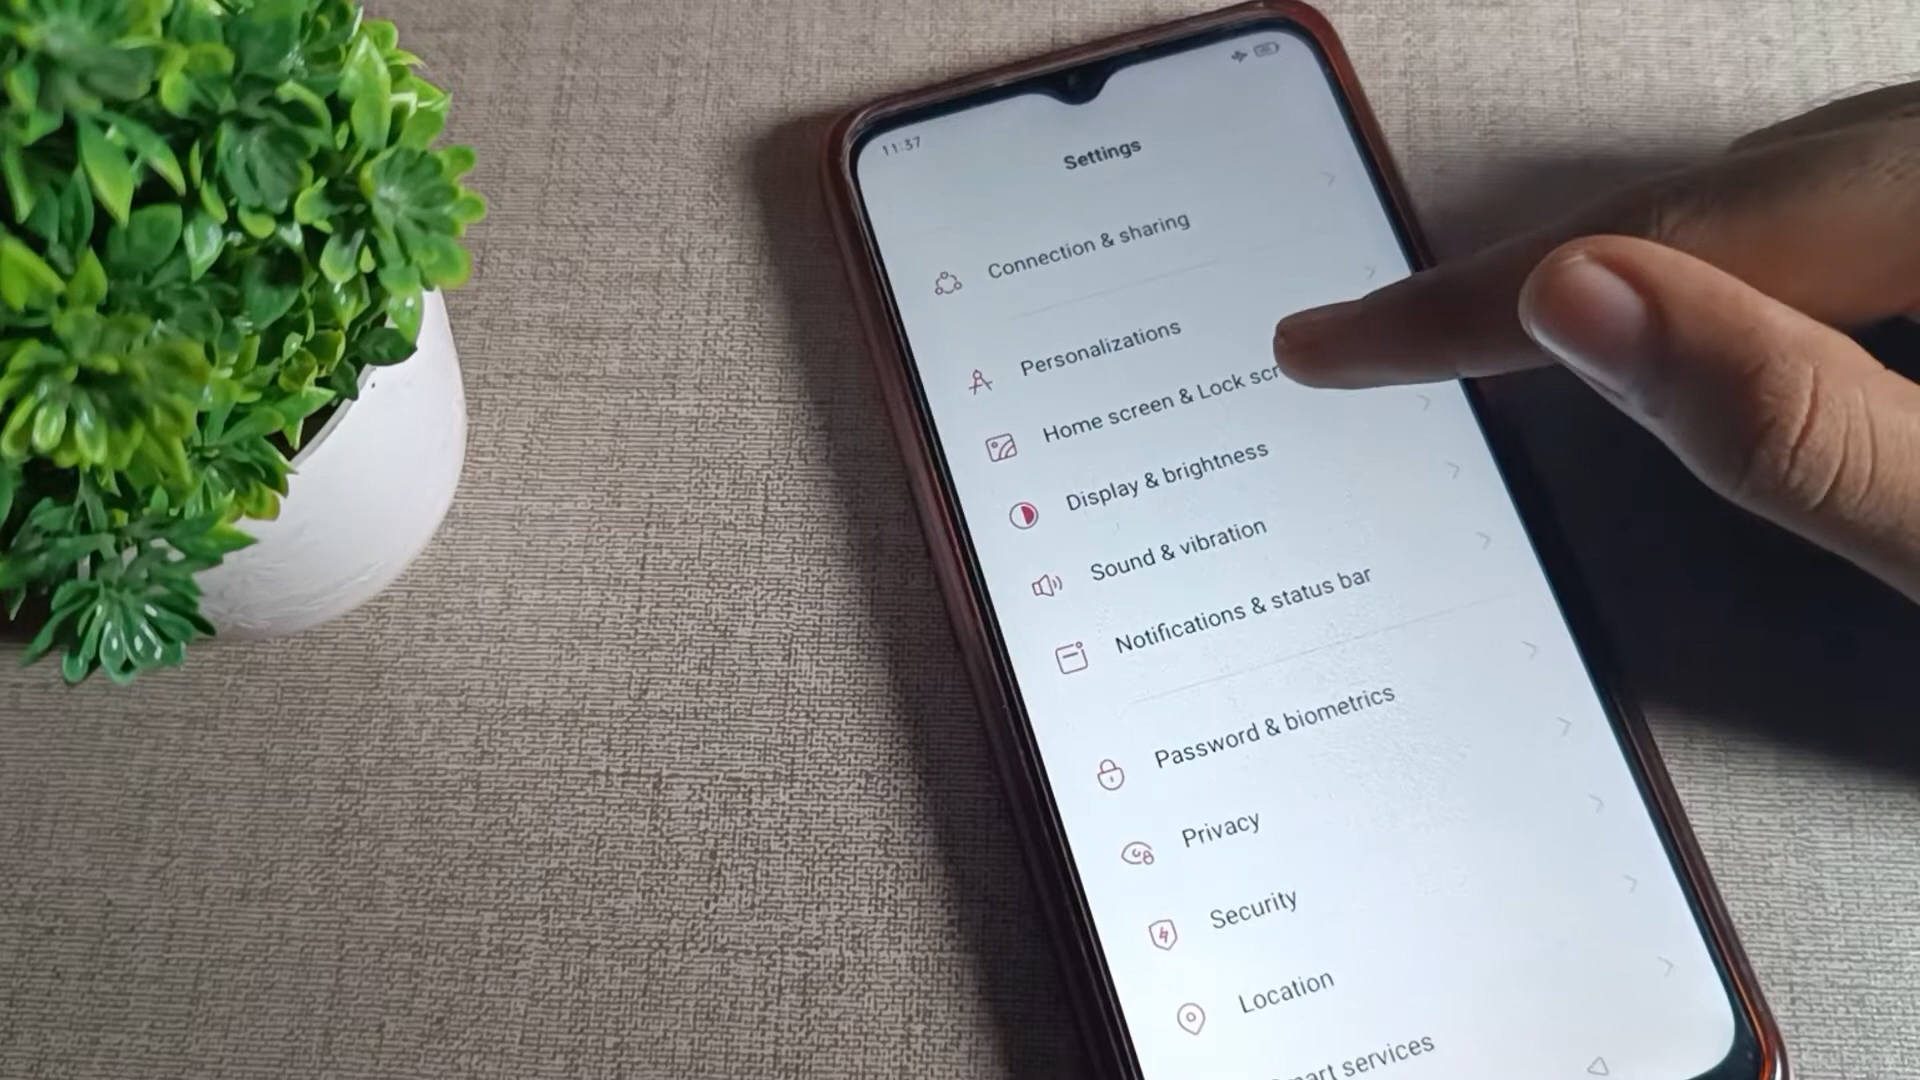 11:37
Settings
Connection & sharing
Personalizations
Home screen & Lock scr
Display & brightness
Sound & vibration
Notifications & status bar
Password & biometrics
Privacy
Security
Location
mart services